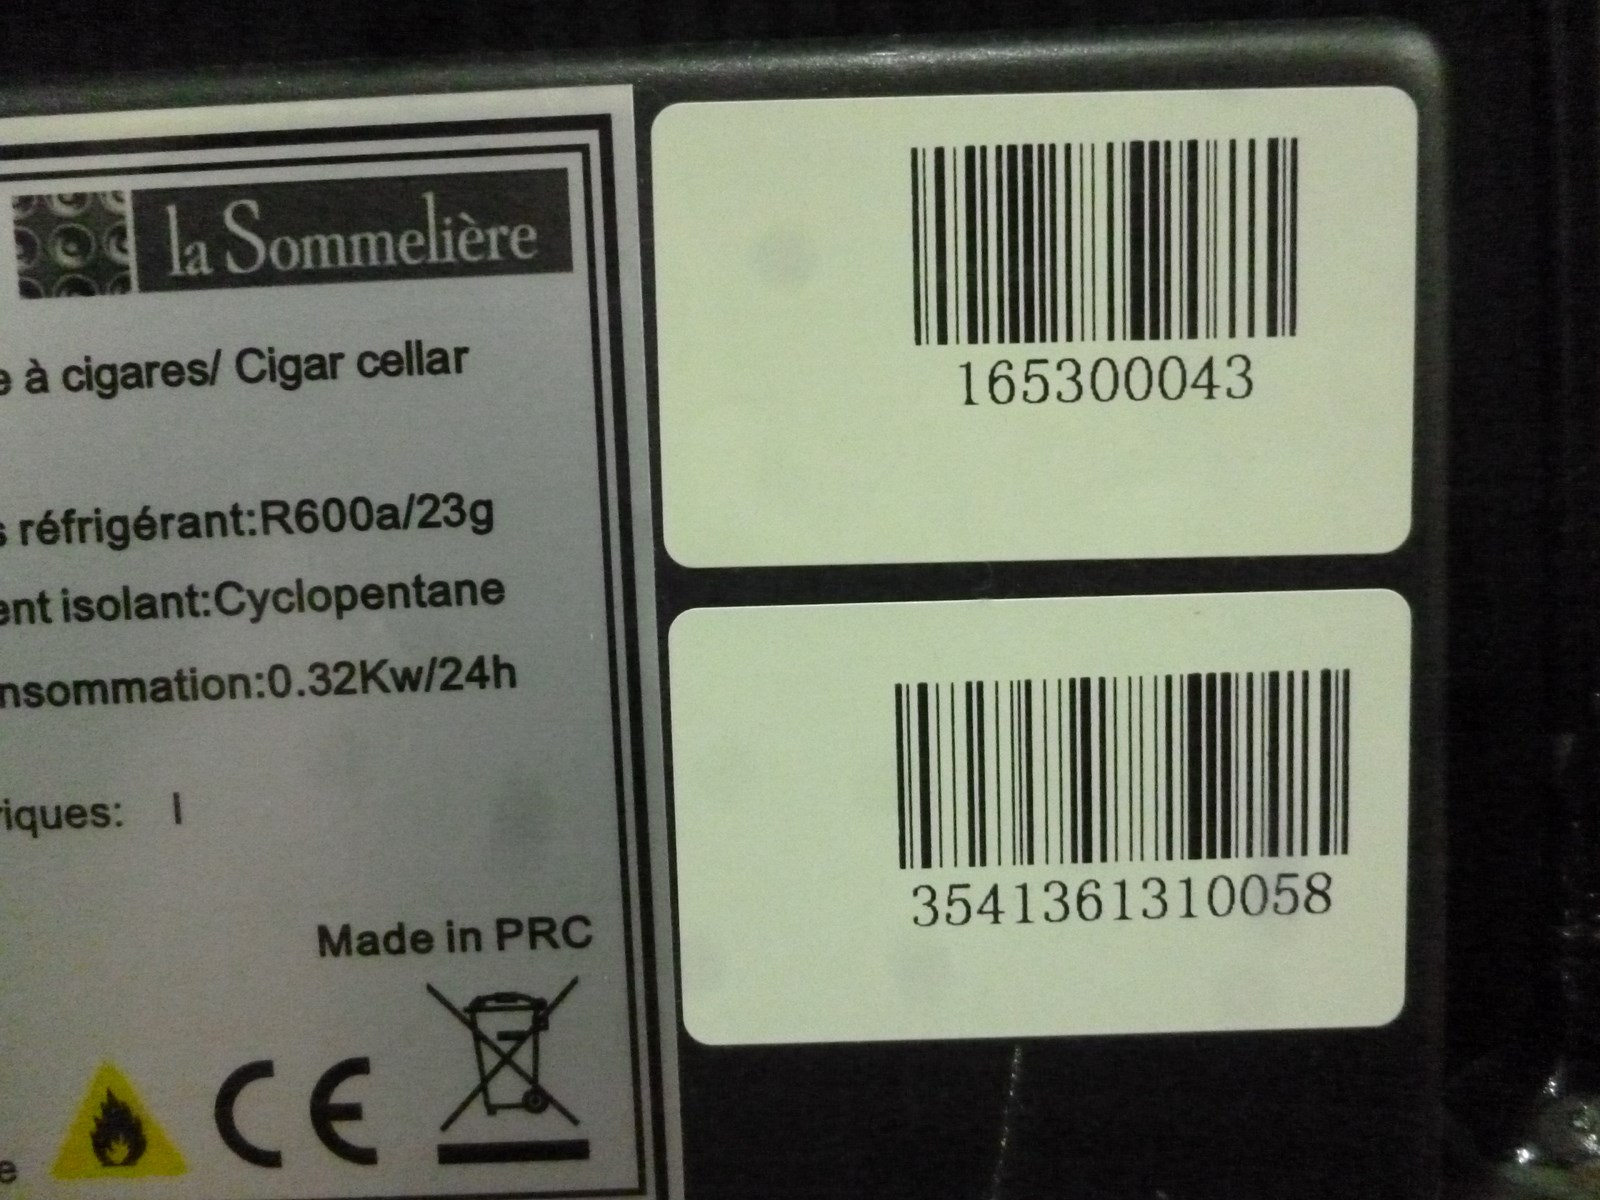 la Sommelière
à cigares/ Cigar cellar
réfrigérant:R600a/23g
isolant:Cyclopentane
nsommation:0.32Kw/24h
riques: I
Made in PRC
CE
e
165300043
3541361310058